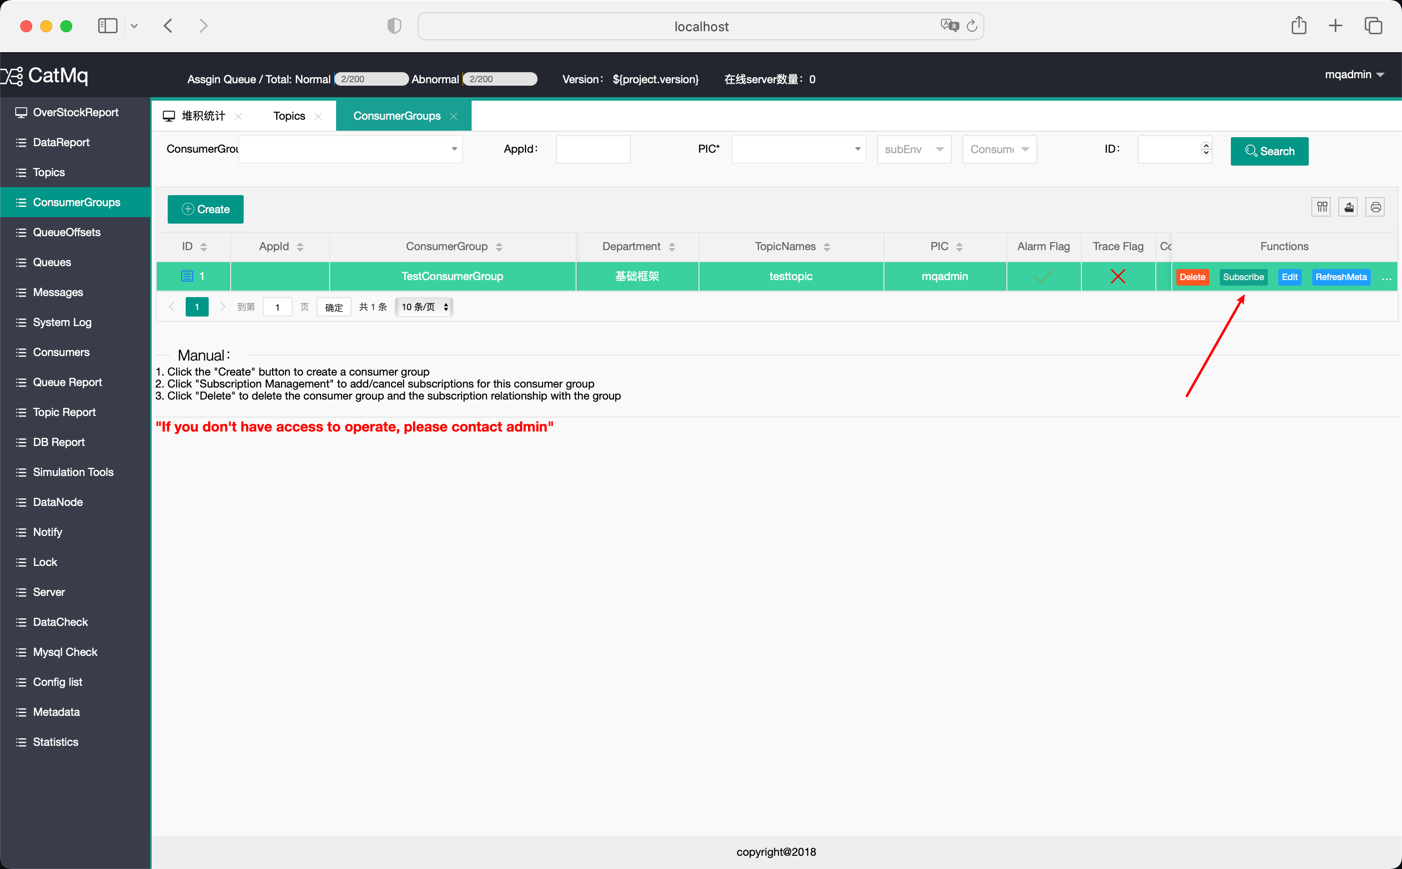 localhost
CatMq
Assgin Queue / Total: Normal 2/200 Abnormal 2/200 Version： ${project.version} 在线server数量：0
mqadmin
OverStockReport
DataReport
Topics
ConsumerGroups
QueueOffsets
Queues
Messages
System Log
Consumers
Queue Report
Topic Report
DB Report
Simulation Tools
DataNode
Notify
Lock
Server
DataCheck
Mysql Check
Config list
Metadata
Statistics
堆积统计 Topics ConsumerGroups
ConsumerGrou AppId： PIC* subEnv Consum ID： Search
Create
ID AppId ConsumerGroup Department TopicNames PIC Alarm Flag Trace Flag Co Functions
1 TestConsumerGroup 基础框架 testtopic mqadmin Delete Subscribe Edit RefreshMeta ...
1 到第 1 页 确定 共 1 条 10 条/页
Manual：
1. Click the "Create" button to create a consumer group
2. Click "Subscription Management" to add/cancel subscriptions for this consumer group
3. Click "Delete" to delete the consumer group and the subscription relationship with the group
"If you don't have access to operate, please contact admin"
copyright@2018